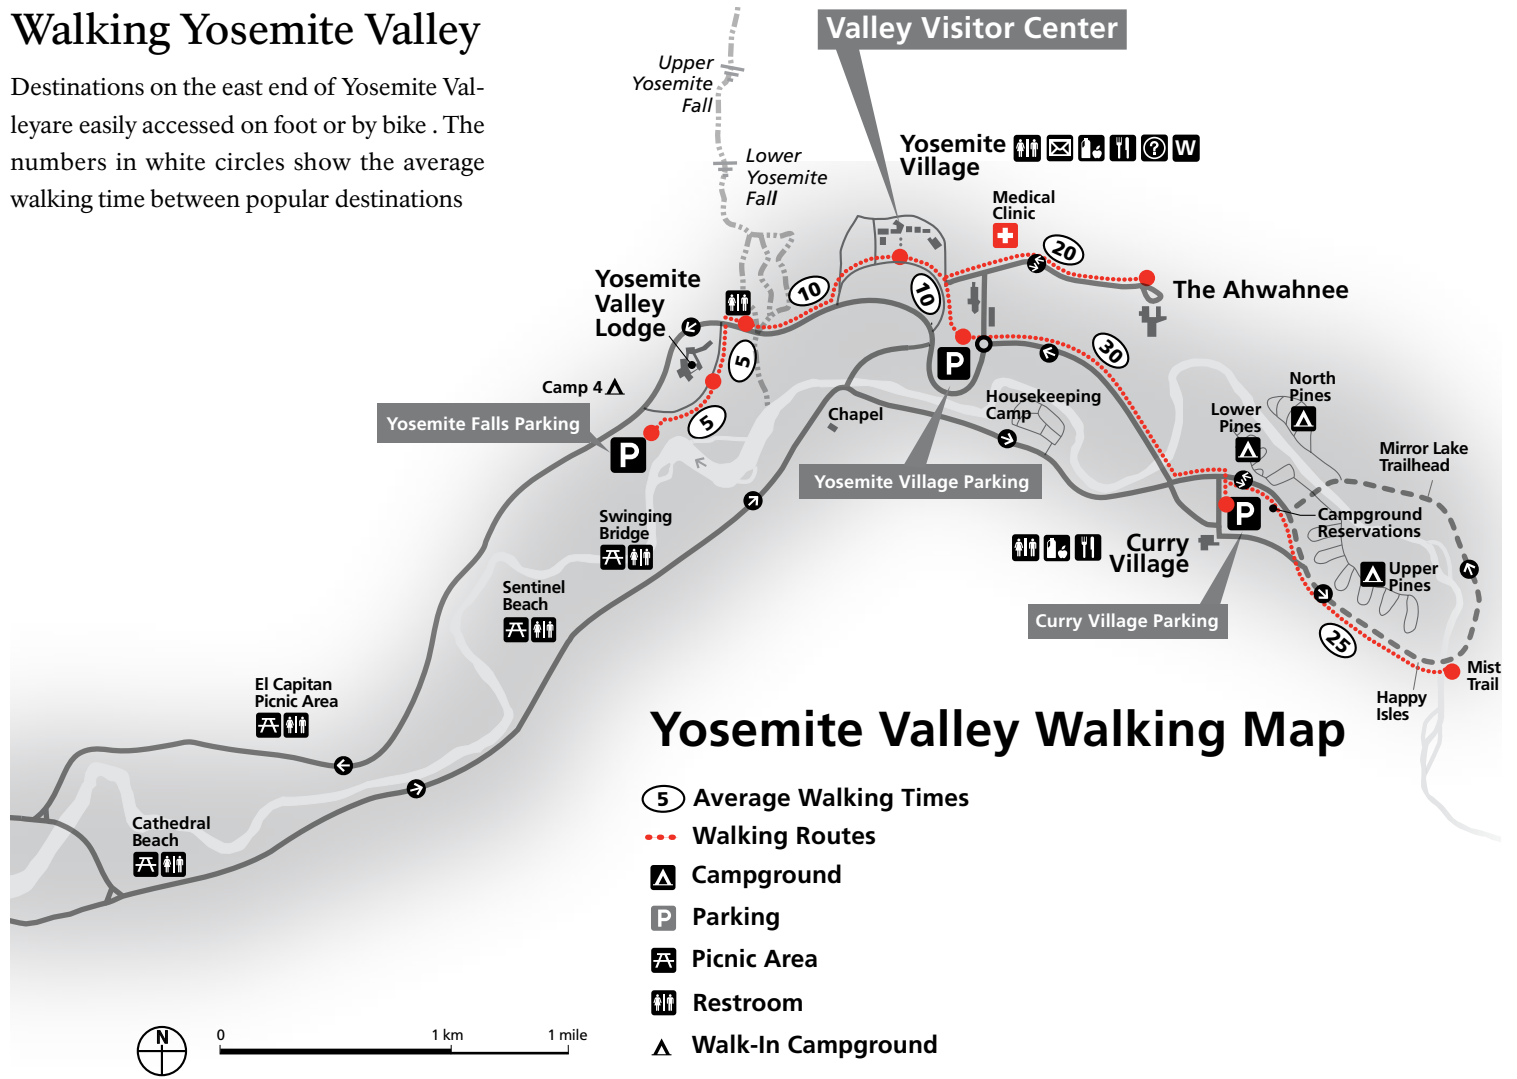 Walking Yosemite Valley
Destinations on the east end of Yosemite Val-
leyare easily accessed on foot or by bike . The
numbers in white circles show the average
walking time between popular destinations
Valley Visitor Center
Upper
Yosemite
Fall
Lower
Yosemite
Fall
Yosemite
Village
W
Medical
Clinic
20
The Ahwahnee
Yosemite
Valley
Lodge
10
10
5
5
30
P
Camp 4
Yosemite Falls Parking
P
Chapel
Housekeeping
Camp
Yosemite Village Parking
North
Pines
Lower
Pines
Mirror Lake
Trailhead
P
Campground
Reservations
Curry
Village
Upper
Pines
Curry Village Parking
25
Mist
Trail
Happy
Isles
Swinging
Bridge
Sentinel
Beach
El Capitan
Picnic Area
Cathedral
Beach
Yosemite Valley Walking Map
5 Average Walking Times
Walking Routes
Campground
P Parking
Picnic Area
Restroom
Walk-In Campground
N
0 1 km 1 mile